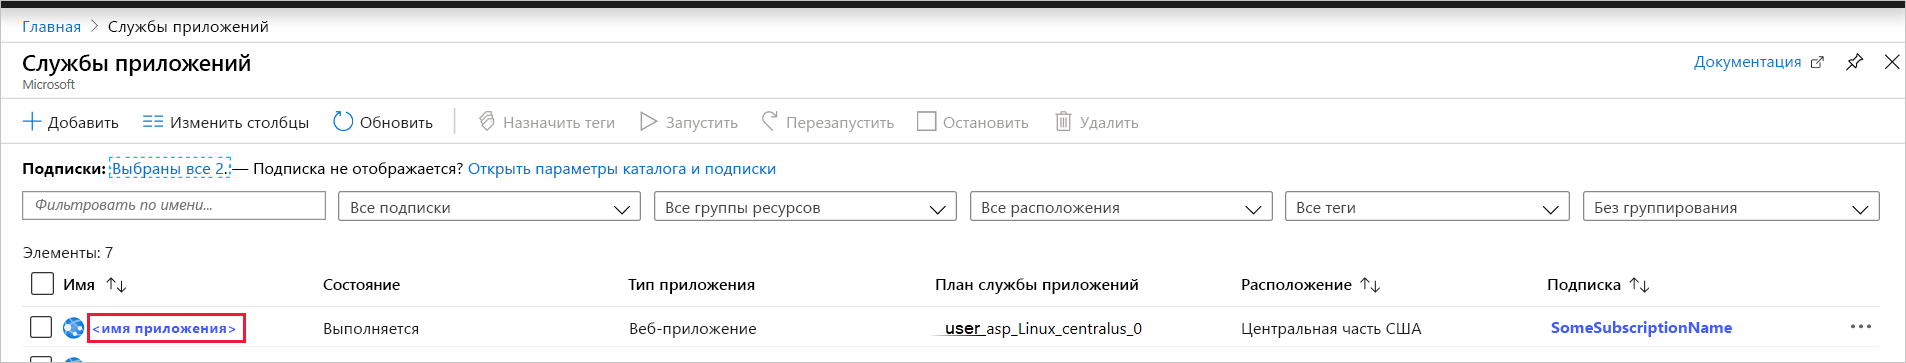 Главная > Службы приложений
Службы приложений
Microsoft
Документация
Добавить Изменить столбцы Обновить Назначить теги Запустить Перезапустить Остановить Удалить
Подписки: Выбраны все 2. — Подписка не отображается? Открыть параметры каталога и подписки
Фильтровать по имени... Все подписки Все группы ресурсов Все расположения Все теги Без группирования
Элементы: 7
Имя Состояние Тип приложения План службы приложений Расположение Подписка
<имя приложения> Выполняется Веб-приложение user_asp_Linux_centralus_0 Центральная часть США SomeSubscriptionName ...